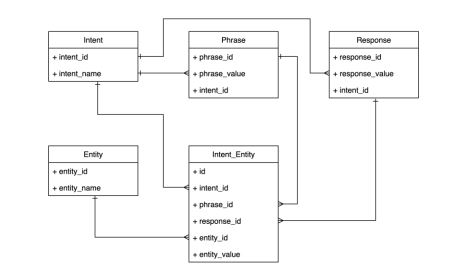 Intent
+ intent_id
+ intent_name
Phrase
+ phrase_id
+ phrase_value
+ intent_id
Response
+ response_id
+ response_value
+ intent_id
Entity
+ entity_id
+ entity_name
Intent_Entity
+ id
+ intent_id
+ phrase_id
+ response_id
+ entity_id
+ entity_value